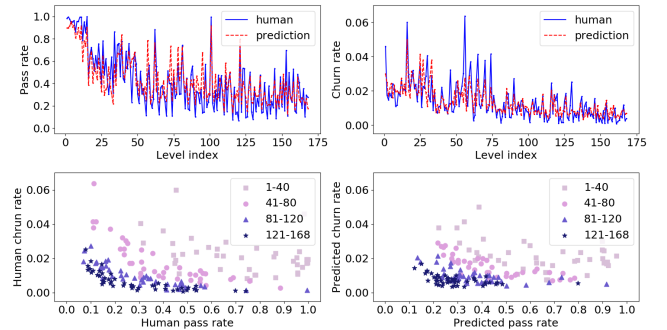 Pass rate
1.0
0.8
0.6
0.4
0.2
0.0
human
prediction
0 25 50 75 100 125 150 175
Level index
Churn rate
0.06
0.04
0.02
0.00
human
prediction
0 25 50 75 100 125 150 175
Level index
Human chrun rate
0.06
0.04
0.02
0.00
1-40
41-80
81-120
121-168
0.0 0.1 0.2 0.3 0.4 0.5 0.6 0.7 0.8 0.9 1.0
Human pass rate
Predicted churn rate
0.06
0.04
0.02
0.00
1-40
41-80
81-120
121-168
0.0 0.1 0.2 0.3 0.4 0.5 0.6 0.7 0.8 0.9 1.0
Predicted pass rate